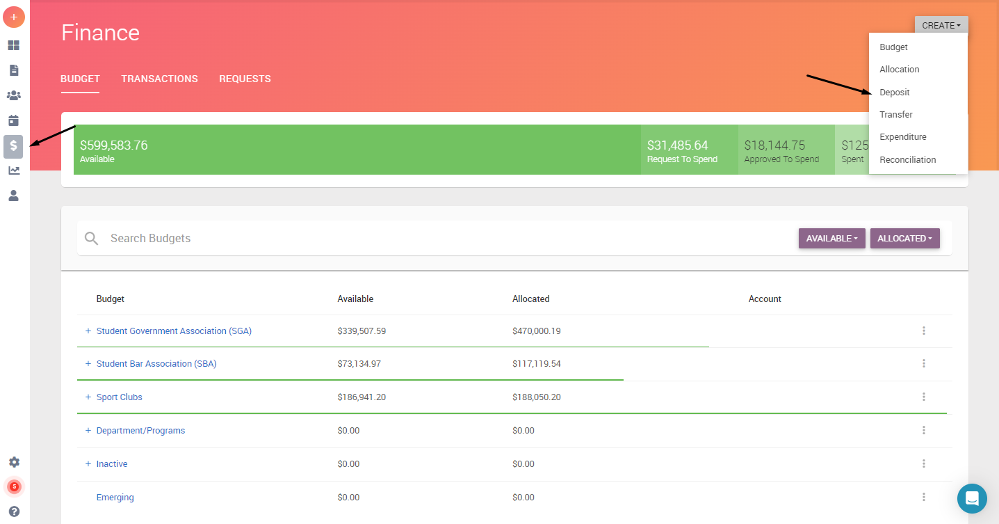 +
Finance
CREATE
Budget
Allocation
Deposit
Transfer
Expenditure
Reconciliation
BUDGET TRANSACTIONS REQUESTS
$599,583.76 $31,485.64 $18,144.75 $125
Available Request To Spend Approved To Spend Spent
Search Budgets AVAILABLE ALLOCATED
Budget Available Allocated Account
+ Student Government Association (SGA) $339,507.59 $470,000.19
+ Student Bar Association (SBA) $73,134.97 $117,119.54
+ Sport Clubs $186,941.20 $188,050.20
+ Department/Programs $0.00 $0.00
+ Inactive $0.00 $0.00
Emerging $0.00 $0.00
$
5
?